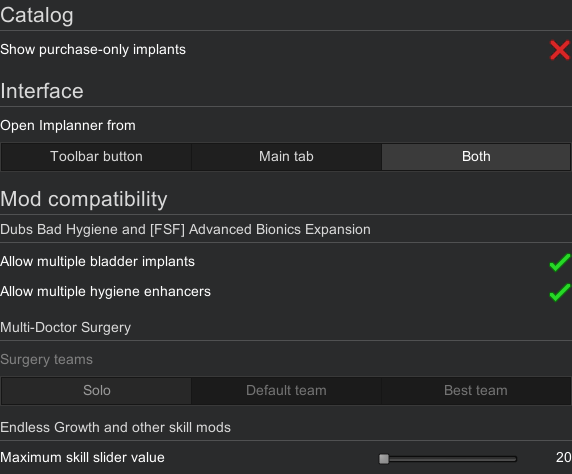 Catalog
Show purchase-only implants
Interface
Open Implanner from
Toolbar button Main tab Both
Mod compatibility
Dubs Bad Hygiene and [FSF] Advanced Bionics Expansion
Allow multiple bladder implants
Allow multiple hygiene enhancers
Multi-Doctor Surgery
Surgery teams
Solo Default team Best team
Endless Growth and other skill mods
Maximum skill slider value 20